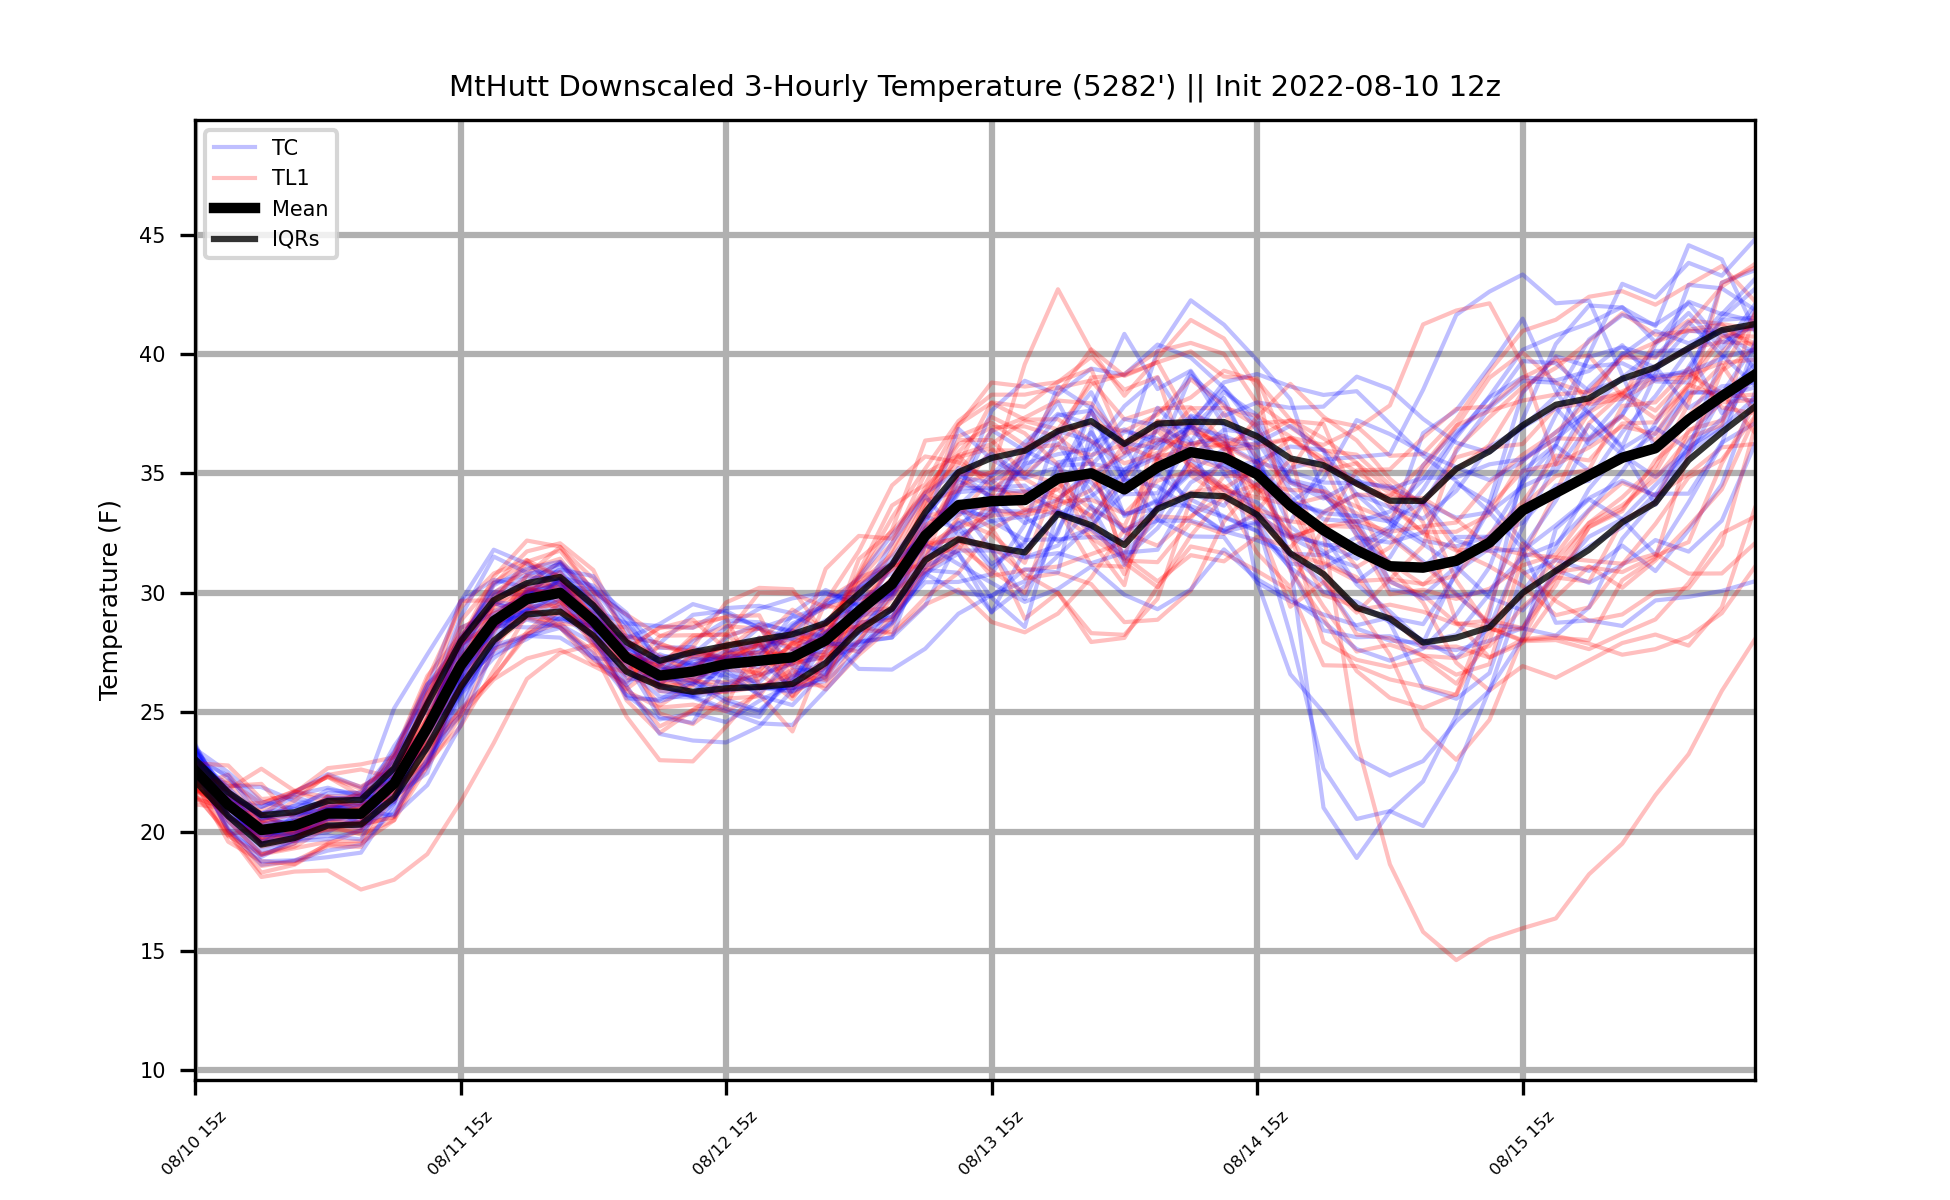 MtHutt Downscaled 3-Hourly Temperature (5282') || Init 2022-08-10 12z
TC
TL1
Mean
IQRs
Temperature (F)
45
40
35
30
25
20
15
10
08/10 15z
08/11 15z
08/12 15z
08/13 15z
08/14 15z
08/15 15z